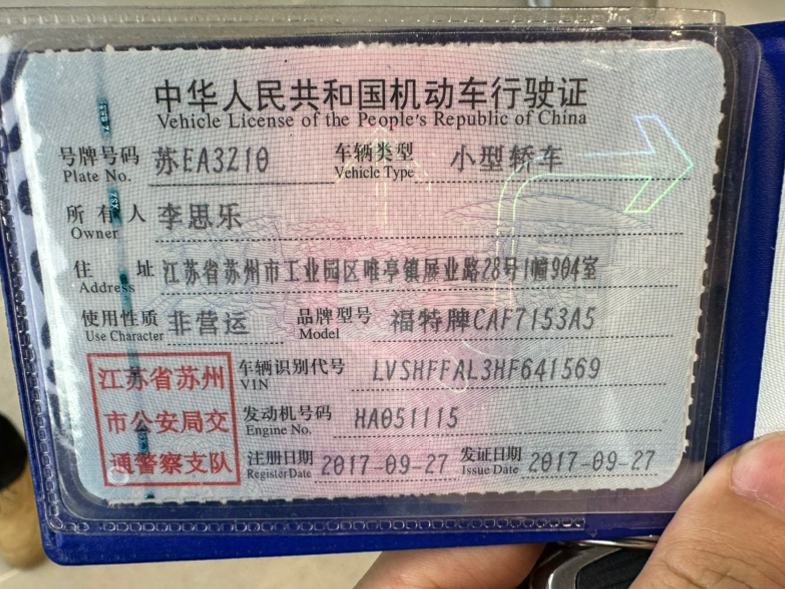 中华人民共和国机动车行驶证
Vehicle License of the People's Republic of China
号牌号码 苏EA3210 车辆类型 小型轿车
Plate No. Vehicle Type
所有人 李思乐
Owner
住址 江苏省苏州市工业园区唯亭镇展业路28号1幢904室
Address
使用性质 非营运 品牌型号 福特牌CAF7153A5
Use Character Model
江苏省苏州
市公安局交
通警察支队
车辆识别代号 LVSHFFAL3HF641569
VIN
发动机号码 HA051115
Engine No.
注册日期 2017-09-27 发证日期 2017-09-27
Register Date Issue Date